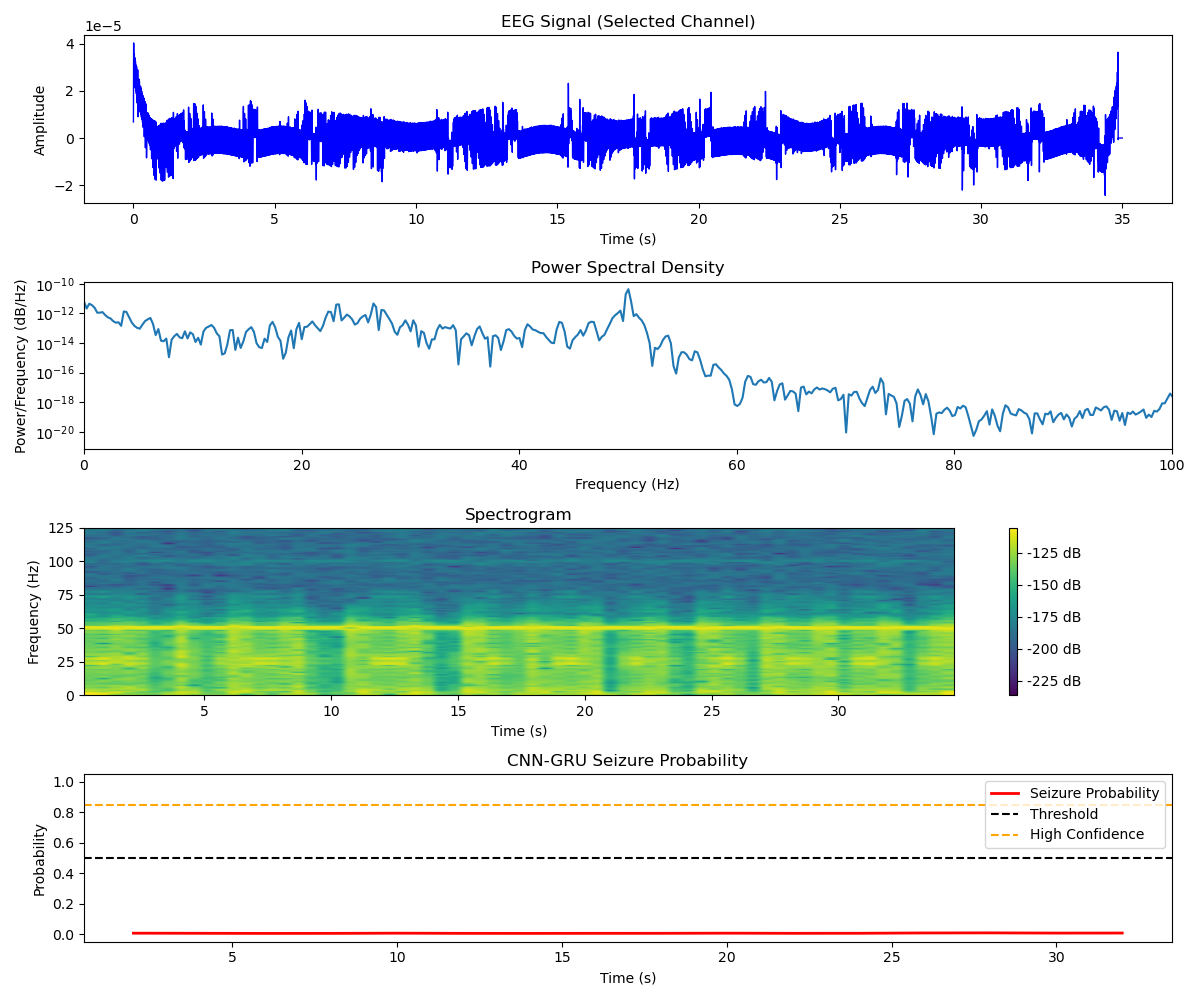 EEG Signal (Selected Channel)
1e−5
4
2
0
−2
Amplitude
0 5 10 15 20 25 30 35
Time (s)
Power Spectral Density
10⁻¹⁰
10⁻¹²
10⁻¹⁴
10⁻¹⁶
10⁻¹⁸
10⁻²⁰
Power/Frequency (dB/Hz)
0 20 40 60 80 100
Frequency (Hz)
Spectrogram
125
100
75
50
25
0
Frequency (Hz)
5 10 15 20 25 30
Time (s)
-125 dB
-150 dB
-175 dB
-200 dB
-225 dB
CNN-GRU Seizure Probability
1.0
0.8
0.6
0.4
0.2
0.0
Probability
Seizure Probability
Threshold
High Confidence
5 10 15 20 25 30
Time (s)